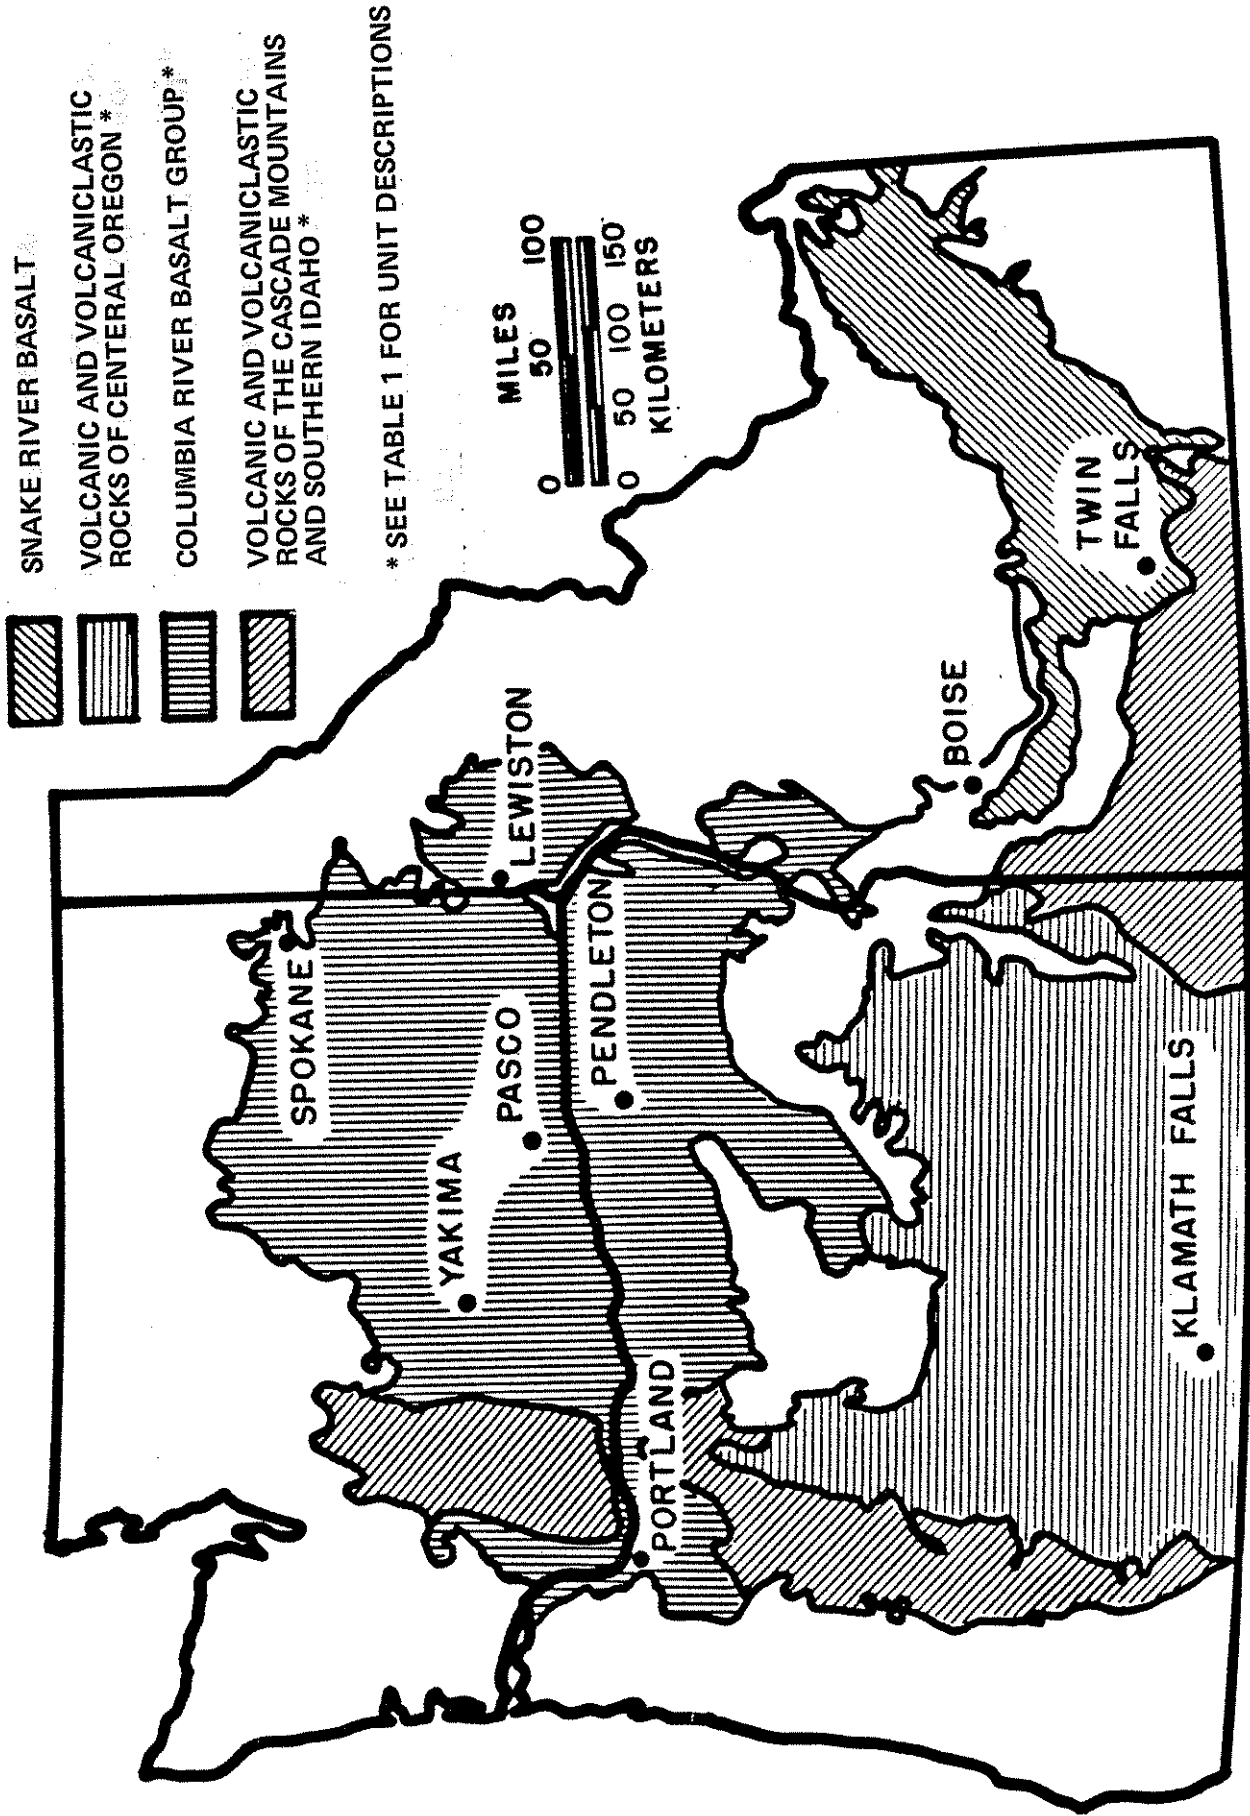 SNAKE RIVER BASALT
VOLCANIC AND VOLCANICLASTIC
ROCKS OF CENTERAL OREGON *
COLUMBIA RIVER BASALT GROUP *
VOLCANIC AND VOLCANICLASTIC
ROCKS OF THE CASCADE MOUNTAINS
AND SOUTHERN IDAHO *
* SEE TABLE 1 FOR UNIT DESCRIPTIONS
MILES
0 50 100
0 50 100 150
KILOMETERS
SPOKANE
YAKIMA
PASCO
LEWISTON
PENDLETON
PORTLAND
BOISE
TWIN
FALLS
KLAMATH FALLS